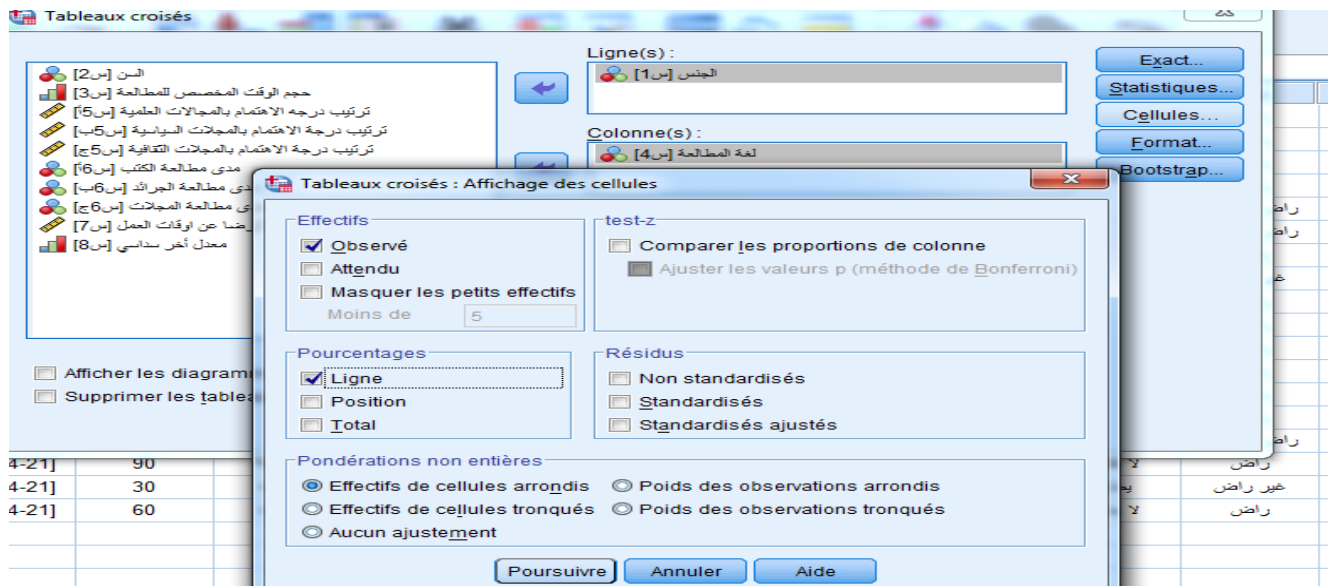 Tableaux croisés
Ligne(s) :
السن [س2]
حجم الوقت المخصص للمطالعة [س3]
ترتيب درجه الاهتمام بالمجالات العلمية [س5أ]
ترتيب درجة الاهتمام بالمجلات السياسية [س5ب]
ترتيب درجة الاهتمام بالمجلات الثقافية [س5ج]
مدى مطالعة الكتب [س6أ]
دى مطالعة الجرائد [س6ب]
ى مطالعة المجلات [س6ج]
رضا عن اوقات العمل [س7]
معدل أخر سداسي [س8]
الجنس [س1]
Colonne(s) :
لغة المطالعة [س4]
Exact...
Statistiques...
Cellules...
Format...
Bootstrap...
Afficher les diagram
Supprimer les table
Tableaux croisés : Affichage des cellules
Effectifs
Observé
Attendu
Masquer les petits effectifs
Moins de 5
test-z
Comparer les proportions de colonne
Ajuster les valeurs p (méthode de Bonferroni)
Pourcentages
Ligne
Position
Total
Résidus
Non standardisés
Standardisés
Standardisés ajustés
Pondérations non entières
Effectifs de cellules arrondis
Poids des observations arrondis
Effectifs de cellules tronqués
Poids des observations tronqués
Aucun ajustement
Poursuivre
Annuler
Aide
4-21] 90 لا راض
4-21] 30 غير راض
4-21] 60 لا راض